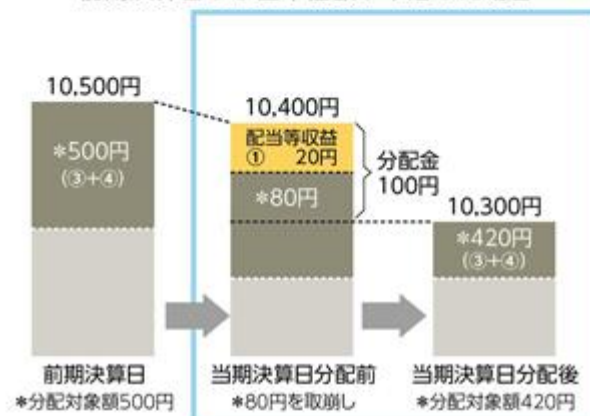 10,500円
*500円
(③+④)
前期決算日
*分配対象額500円
10,400円
配当等収益
① 20円
*80円
分配金
100円
当期決算日分配前
*80円を取崩し
10,300円
*420円
(③+④)
当期決算日分配後
*分配対象額420円